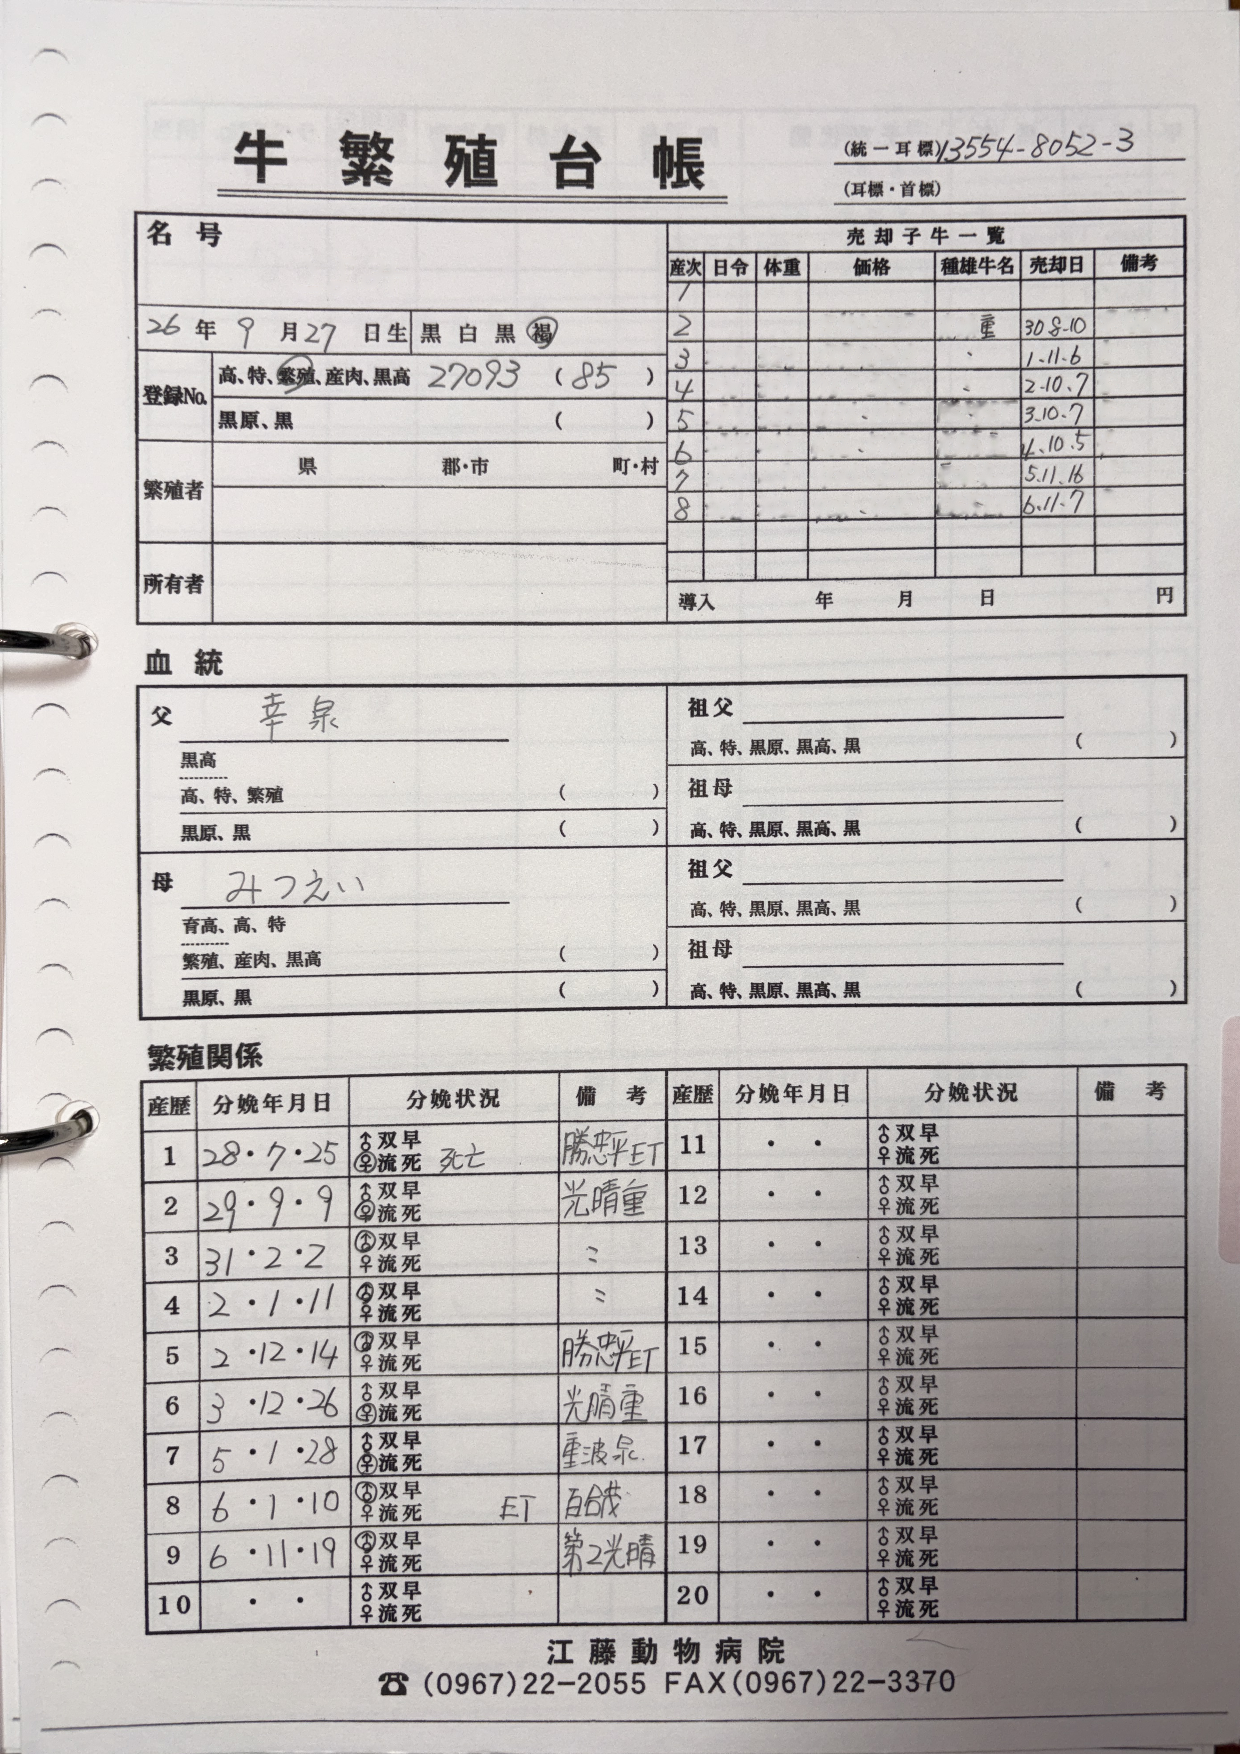 牛繁殖台帳
(統一耳標)13554-8052-3
(耳標・首標)
名号
26年9月27日生 黒 白 黒 褐
登録No. 高、特、繁殖、産肉、黒高 27093 (85)
黒原、黒 ( )
繁殖者 県 郡・市 町・村
所有者
売却子牛一覧
産次 日令 体重 価格 種雄牛名 売却日 備考
1
2 重 30 8-10
3 1-11-6
4 2-10.7
5 3-10-7
6 4.10.5
7 5.11.16
8 6.11-7
導入 年 月 日 円
血統
父 幸泉
黒高
高、特、繁殖 ( )
黒原、黒 ( )
母 みつえい
育高、高、特
繁殖、産肉、黒高 ( )
黒原、黒 ( )
祖父
高、特、黒原、黒高、黒 ( )
祖母
高、特、黒原、黒高、黒 ( )
祖父
高、特、黒原、黒高、黒 ( )
祖母
高、特、黒原、黒高、黒 ( )
繁殖関係
産歴 分娩年月日 分娩状況 備考 産歴 分娩年月日 分娩状況 備考
1 28・7・25 ♂双早 ♀流死 死亡 勝忠平ET 11 ・ ・ ♂双早 ♀流死
2 29・9・9 ♂双早 ♀流死 光晴重 12 ・ ・ ♂双早 ♀流死
3 31・2・2 ♂双早 ♀流死 〃 13 ・ ・ ♂双早 ♀流死
4 2・1・11 ♂双早 ♀流死 〃 14 ・ ・ ♂双早 ♀流死
5 2・12・14 ♂双早 ♀流死 勝忠平ET 15 ・ ・ ♂双早 ♀流死
6 3・12・26 ♂双早 ♀流死 光晴重 16 ・ ・ ♂双早 ♀流死
7 5・1・28 ♂双早 ♀流死 重波泉 17 ・ ・ ♂双早 ♀流死
8 6・1・10 ♂双早 ♀流死 ET 百合茂 18 ・ ・ ♂双早 ♀流死
9 6・11・19 ♂双早 ♀流死 第2光晴 19 ・ ・ ♂双早 ♀流死
10 ・ ・ ♂双早 ♀流死 20 ・ ・ ♂双早 ♀流死
江藤動物病院
☎(0967)22-2055 FAX(0967)22-3370